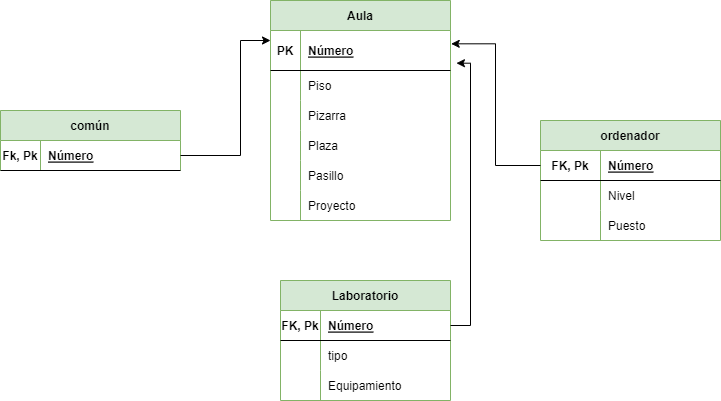 Aula
PK Número
Piso
Pizarra
Plaza
Pasillo
Proyecto
común
Fk, Pk Número
ordenador
FK, Pk Número
Nivel
Puesto
Laboratorio
FK, Pk Número
tipo
Equipamiento